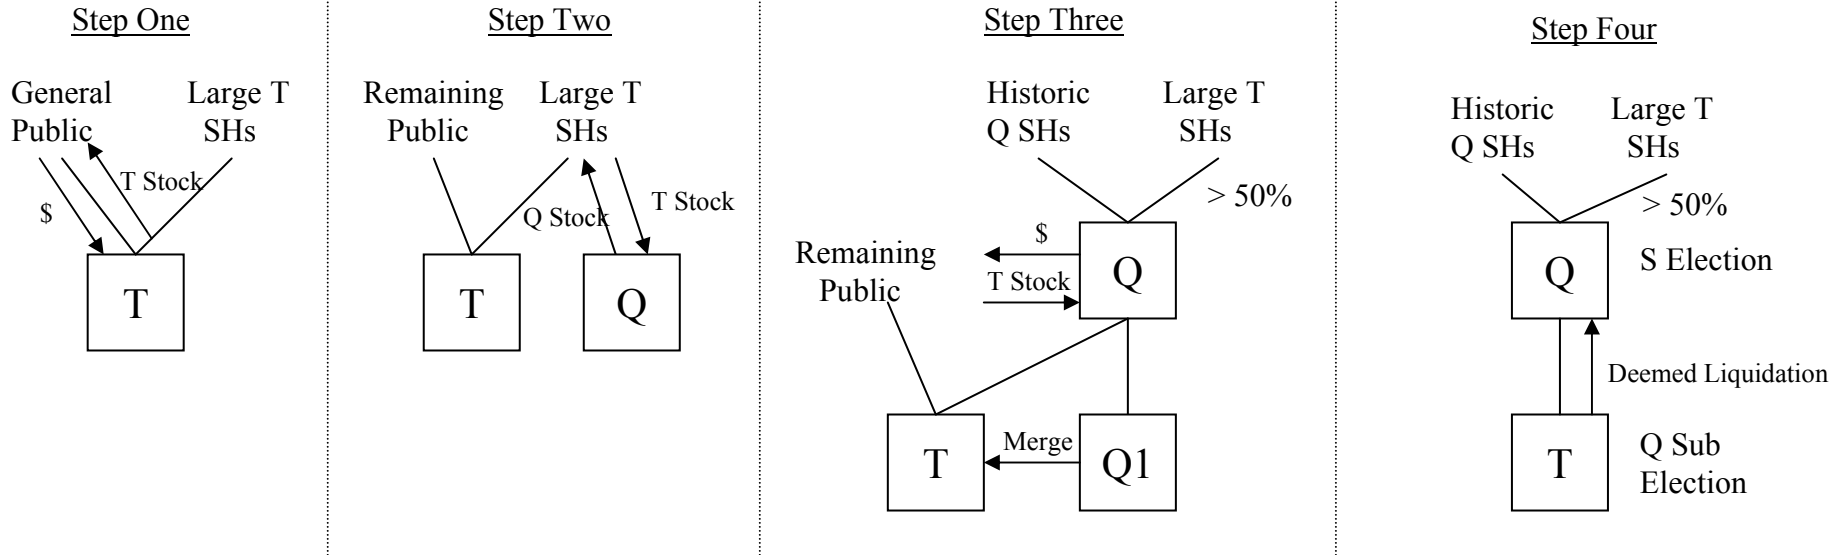 Step One
General
Public
Large T
SHs
T Stock
$
T
Step Two
Remaining
Public
Large T
SHs
Q Stock
T Stock
T
Q
Step Three
Historic
Q SHs
Large T
SHs
> 50%
Remaining
Public
$
T Stock
Q
T
Merge
Q1
Step Four
Historic
Q SHs
Large T
SHs
> 50%
Q
S Election
Deemed Liquidation
T
Q Sub
Election